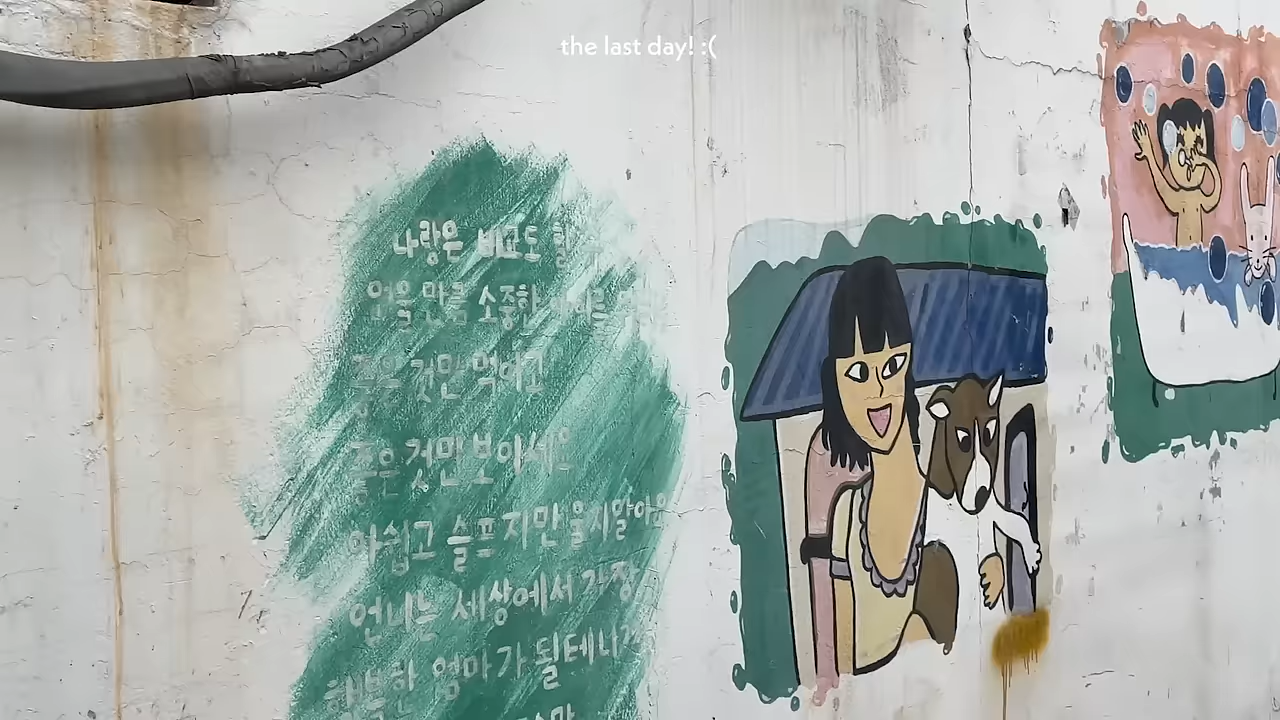 the last day! :(
나랑은 비교도 할
없을 만큼 소중한
좋은 것만 먹이고
좋은 것만 보아세요
아쉽고 슬프지만 울지말아요
언니는 세상에서 가장
행복한 엄마가 될테니까